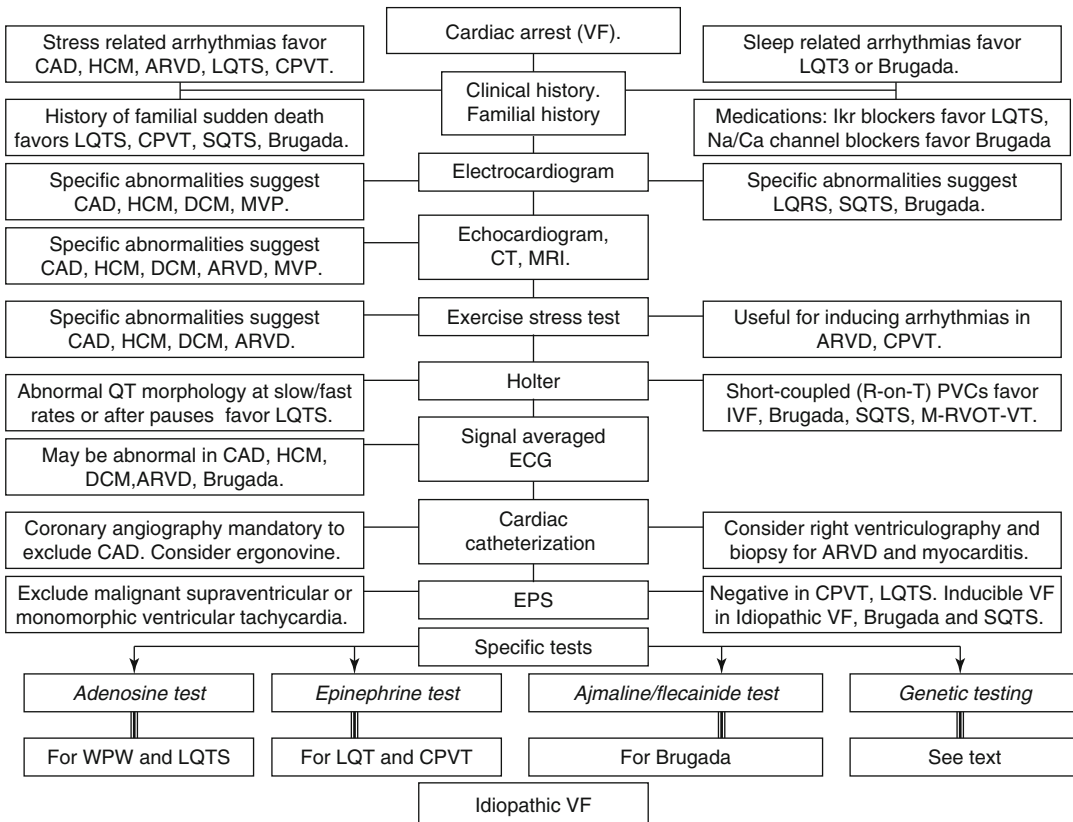 Cardiac arrest (VF).
Stress related arrhythmias favor
CAD, HCM, ARVD, LQTS, CPVT.
Sleep related arrhythmias favor
LQT3 or Brugada.
Clinical history.
Familial history
History of familial sudden death
favors LQTS, CPVT, SQTS, Brugada.
Medications: Ikr blockers favor LQTS,
Na/Ca channel blockers favor Brugada
Specific abnormalities suggest
CAD, HCM, DCM, MVP.
Electrocardiogram
Specific abnormalities suggest
LQRS, SQTS, Brugada.
Specific abnormalities suggest
CAD, HCM, DCM, ARVD, MVP.
Echocardiogram,
CT, MRI.
Specific abnormalities suggest
CAD, HCM, DCM, ARVD.
Exercise stress test
Useful for inducing arrhythmias in
ARVD, CPVT.
Abnormal QT morphology at slow/fast
rates or after pauses favor LQTS.
Holter
Short-coupled (R-on-T) PVCs favor
IVF, Brugada, SQTS, M-RVOT-VT.
May be abnormal in CAD, HCM,
DCM,ARVD, Brugada.
Signal averaged
ECG
Coronary angiography mandatory to
exclude CAD. Consider ergonovine.
Cardiac
catheterization
Consider right ventriculography and
biopsy for ARVD and myocarditis.
Exclude malignant supraventricular or
monomorphic ventricular tachycardia.
EPS
Negative in CPVT, LQTS. Inducible VF
in Idiopathic VF, Brugada and SQTS.
Specific tests
Adenosine test
Epinephrine test
Ajmaline/flecainide test
Genetic testing
For WPW and LQTS
For LQT and CPVT
For Brugada
See text
Idiopathic VF